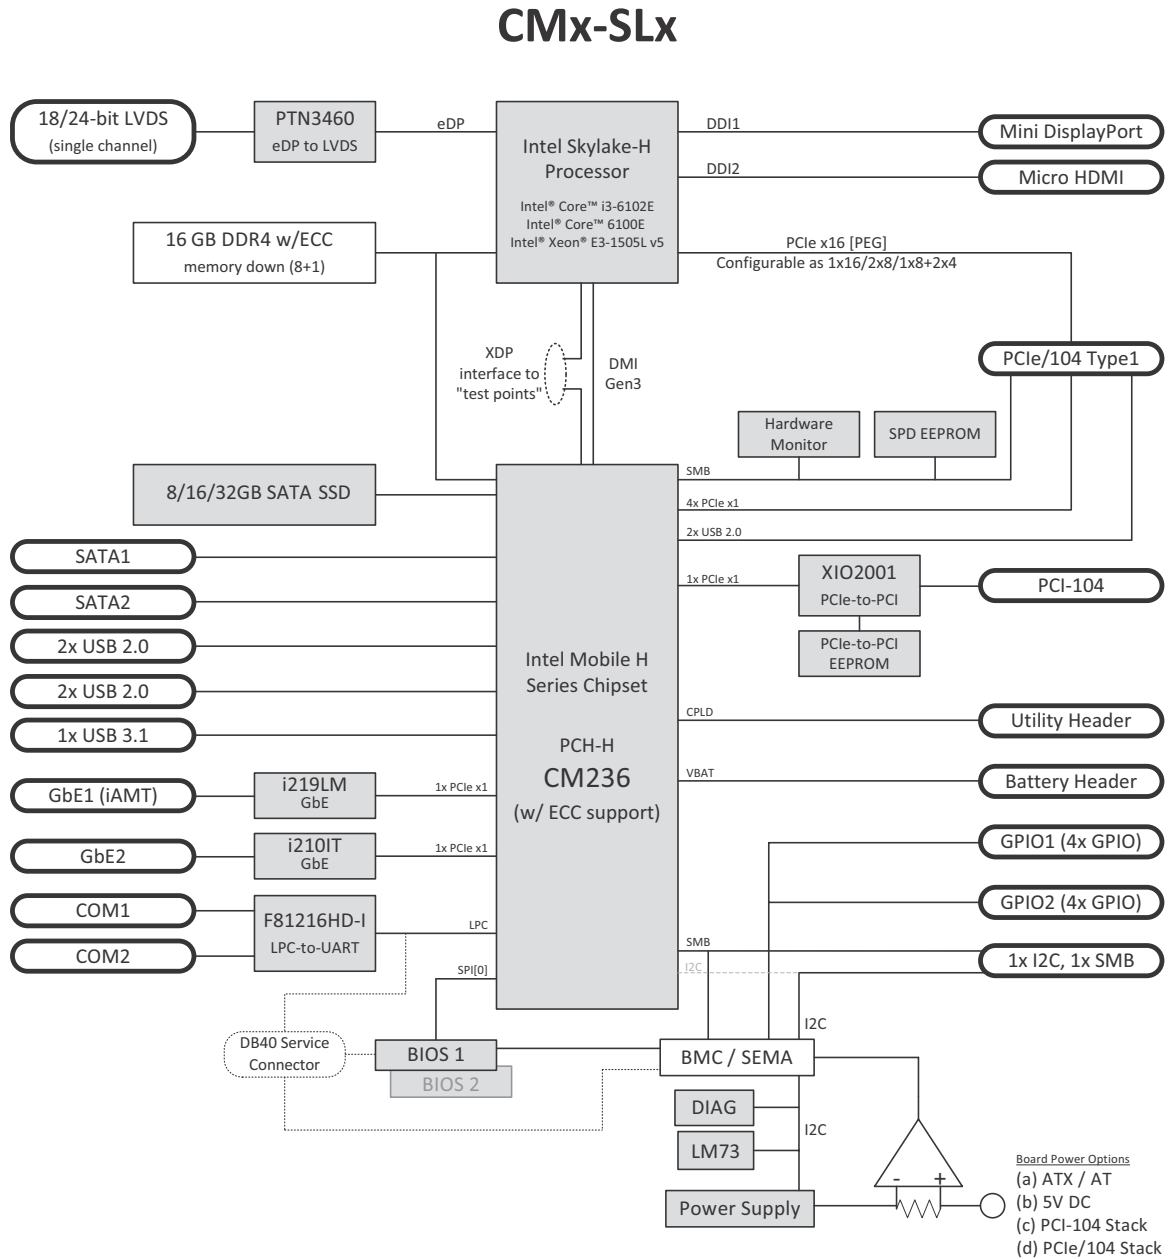 CMx-SLx
18/24-bit LVDS
(single channel)
PTN3460
eDP to LVDS
eDP
Intel Skylake-H
Processor
Intel® Core™ i3-6102E
Intel® Core™ 6100E
Intel® Xeon® E3-1505L v5
DDI1
Mini DisplayPort
DDI2
Micro HDMI
16 GB DDR4 w/ECC
memory down (8+1)
PCIe x16 [PEG]
Configurable as 1x16/2x8/1x8+2x4
XDP
interface to
"test points"
DMI
Gen3
PCIe/104 Type1
Hardware
Monitor
SPD EEPROM
8/16/32GB SATA SSD
SMB
4x PCIe x1
2x USB 2.0
SATA1
SATA2
2x USB 2.0
2x USB 2.0
1x USB 3.1
1x PCIe x1
XIO2001
PCIe-to-PCI
PCI-104
PCIe-to-PCI
EEPROM
Intel Mobile H
Series Chipset
PCH-H
CM236
(w/ ECC support)
CPLD
Utility Header
VBAT
Battery Header
GbE1 (iAMT)
i219LM
GbE
1x PCIe x1
GbE2
i210IT
GbE
1x PCIe x1
GPIO1 (4x GPIO)
GPIO2 (4x GPIO)
COM1
COM2
F81216HD-I
LPC-to-UART
LPC
SPI[0]
SMB
I2C
1x I2C, 1x SMB
I2C
DB40 Service
Connector
BIOS 1
BIOS 2
BMC / SEMA
DIAG
I2C
LM73
Power Supply
- +
Board Power Options
(a) ATX / AT
(b) 5V DC
(c) PCI-104 Stack
(d) PCIe/104 Stack